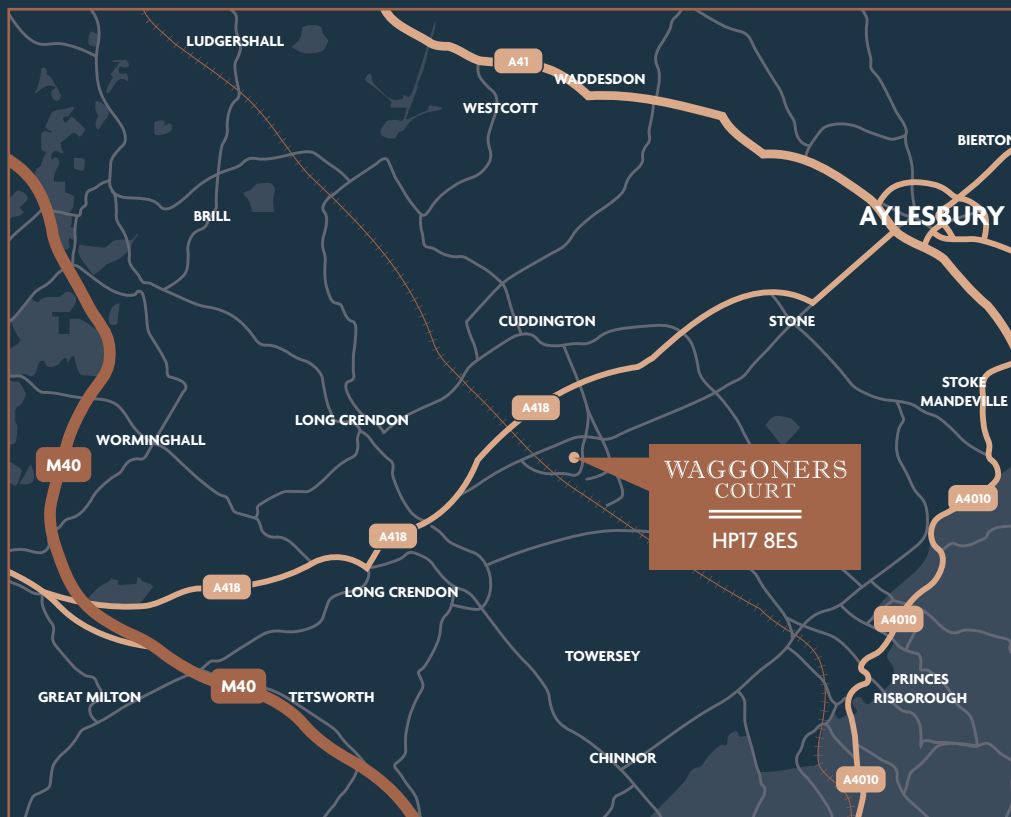 LUDGERSHALL
A41
WADDESDON
WESTCOTT
BIERTON
BRILL
AYLESBURY
CUDDINGTON
STONE
STOKE
MANDEVILLE
A418
LONG CRENDON
WORMINGHALL
M40
WAGGONERS
COURT
HP17 8ES
A4010
A418
A418
LONG CRENDON
A4010
TOWERSEY
M40
GREAT MILTON
TETSWORTH
PRINCES
RISBOROUGH
CHINNOR
A4010